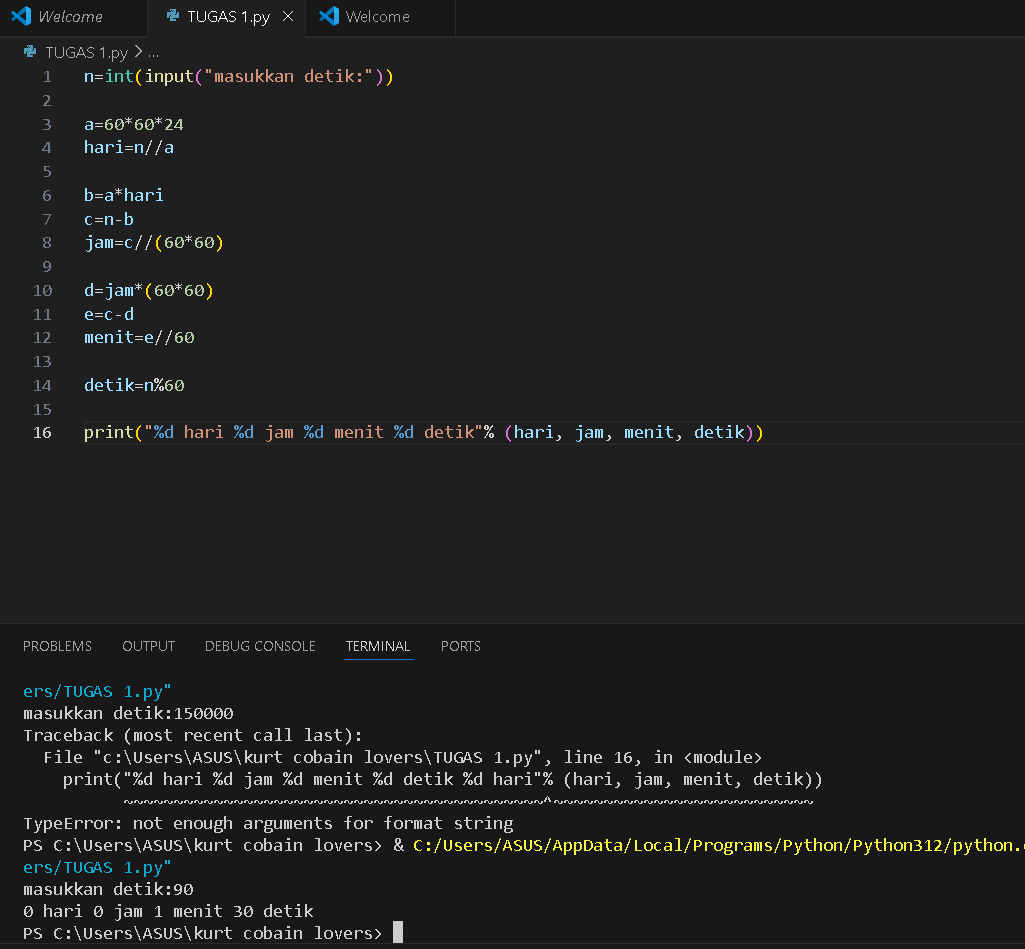 Welcome TUGAS 1.py Welcome
TUGAS 1.py > ...
1 n=int(input("masukkan detik:"))
2
3 a=60*60*24
4 hari=n//a
5
6 b=a*hari
7 c=n-b
8 jam=c//(60*60)
9
10 d=jam*(60*60)
11 e=c-d
12 menit=e//60
13
14 detik=n%60
15
16 print("%d hari %d jam %d menit %d detik"% (hari, jam, menit, detik))
PROBLEMS OUTPUT DEBUG CONSOLE TERMINAL PORTS
ers/TUGAS 1.py"
masukkan detik:150000
Traceback (most recent call last):
  File "c:\Users\ASUS\kurt cobain lovers\TUGAS 1.py", line 16, in <module>
    print("%d hari %d jam %d menit %d detik %d hari"% (hari, jam, menit, detik))
          ~~~~~~~~~~~~~~~~~~~~~~~~~~~~~~~~~~~~~~~~~~^~~~~~~~~~~~~~~~~~~~~~~~~~~
TypeError: not enough arguments for format string
PS C:\Users\ASUS\kurt cobain lovers> & C:/Users/ASUS/AppData/Local/Programs/Python/Python312/python.
ers/TUGAS 1.py"
masukkan detik:90
0 hari 0 jam 1 menit 30 detik
PS C:\Users\ASUS\kurt cobain lovers>